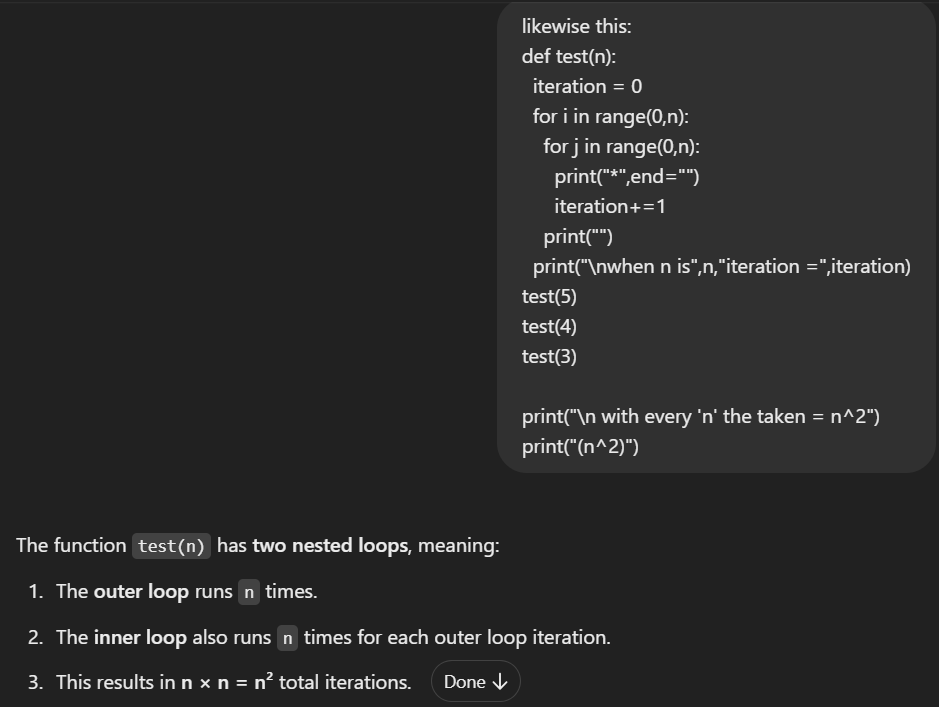 likewise this:
def test(n):
  iteration = 0
  for i in range(0,n):
    for j in range(0,n):
      print("*",end="")
      iteration+=1
    print("")
  print("\nwhen n is",n,"iteration =",iteration)
test(5)
test(4)
test(3)

print("\n with every 'n' the taken = n^2")
print("(n^2)")
The function test(n) has two nested loops, meaning:
1. The outer loop runs n times.
2. The inner loop also runs n times for each outer loop iteration.
3. This results in n × n = n² total iterations.
Done ↓